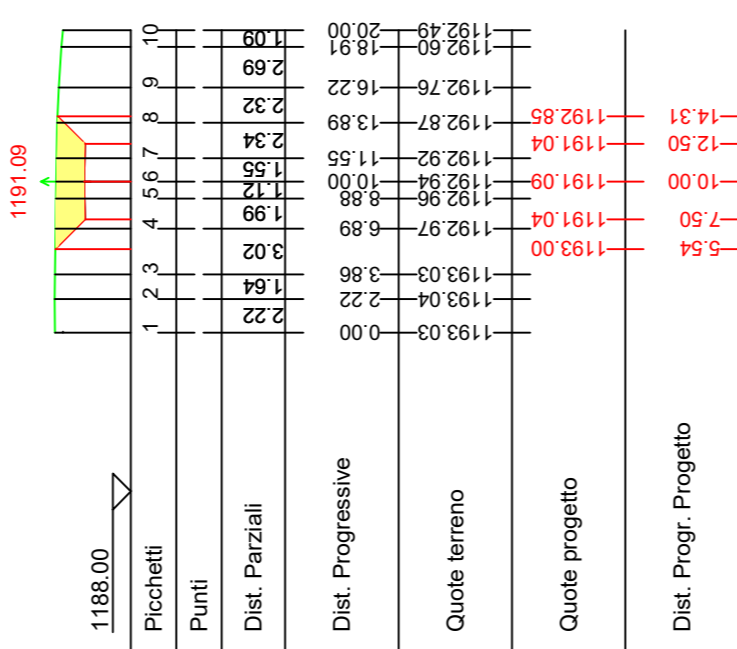 1191.09
1188.00
Picchetti 1 2 3 4 5 6 7 8 9 10
Punti
Dist. Parziali 2.22 1.64 3.02 1.99 1.12 1.55 2.34 2.32 2.69 1.09
Dist. Progressive 0.00 2.22 3.86 6.89 8.88 10.00 11.55 13.89 16.22 18.91 20.00
Quote terreno 1193.03 1193.04 1193.03 1192.97 1192.96 1192.94 1192.92 1192.87 1192.76 1192.60 1192.49
Quote progetto 1193.00 1191.04 1191.09 1191.04 1192.85
Dist. Progr. Progetto 5.54 7.50 10.00 12.50 14.31